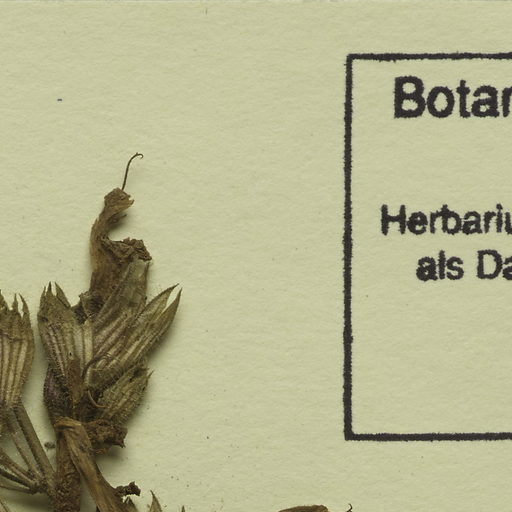 Botan
Herbariu
als Da